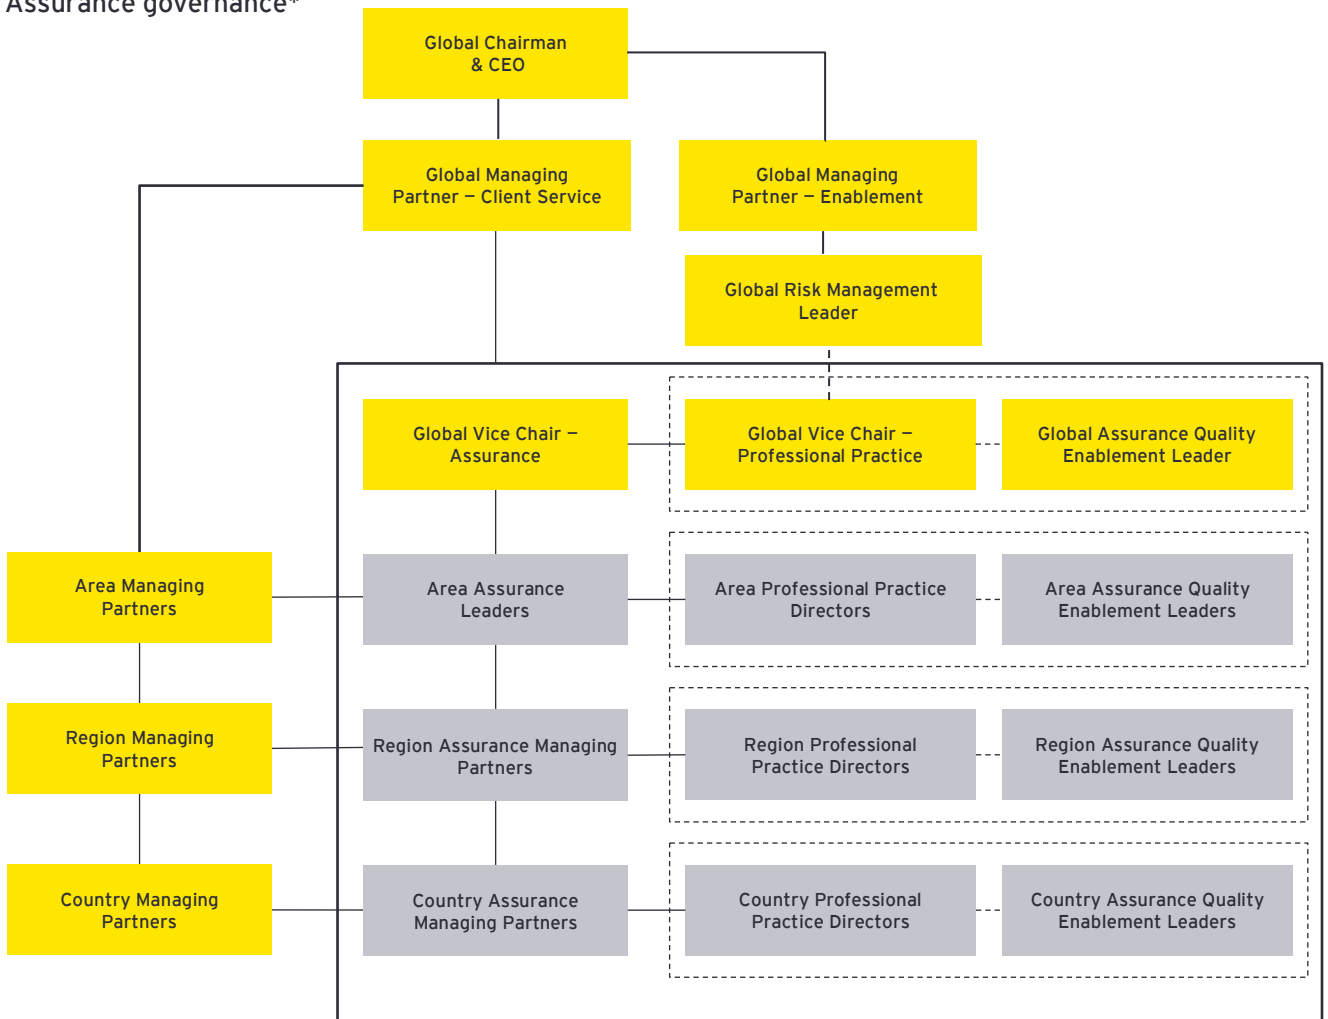 Assurance governance*
Global Chairman
& CEO
Global Managing
Partner – Client Service
Global Managing
Partner – Enablement
Global Risk Management
Leader
Global Vice Chair –
Assurance
Global Vice Chair –
Professional Practice
Global Assurance Quality
Enablement Leader
Area Managing
Partners
Area Assurance
Leaders
Area Professional Practice
Directors
Area Assurance Quality
Enablement Leaders
Region Managing
Partners
Region Assurance Managing
Partners
Region Professional
Practice Directors
Region Assurance Quality
Enablement Leaders
Country Managing
Partners
Country Assurance
Managing Partners
Country Professional
Practice Directors
Country Assurance Quality
Enablement Leaders